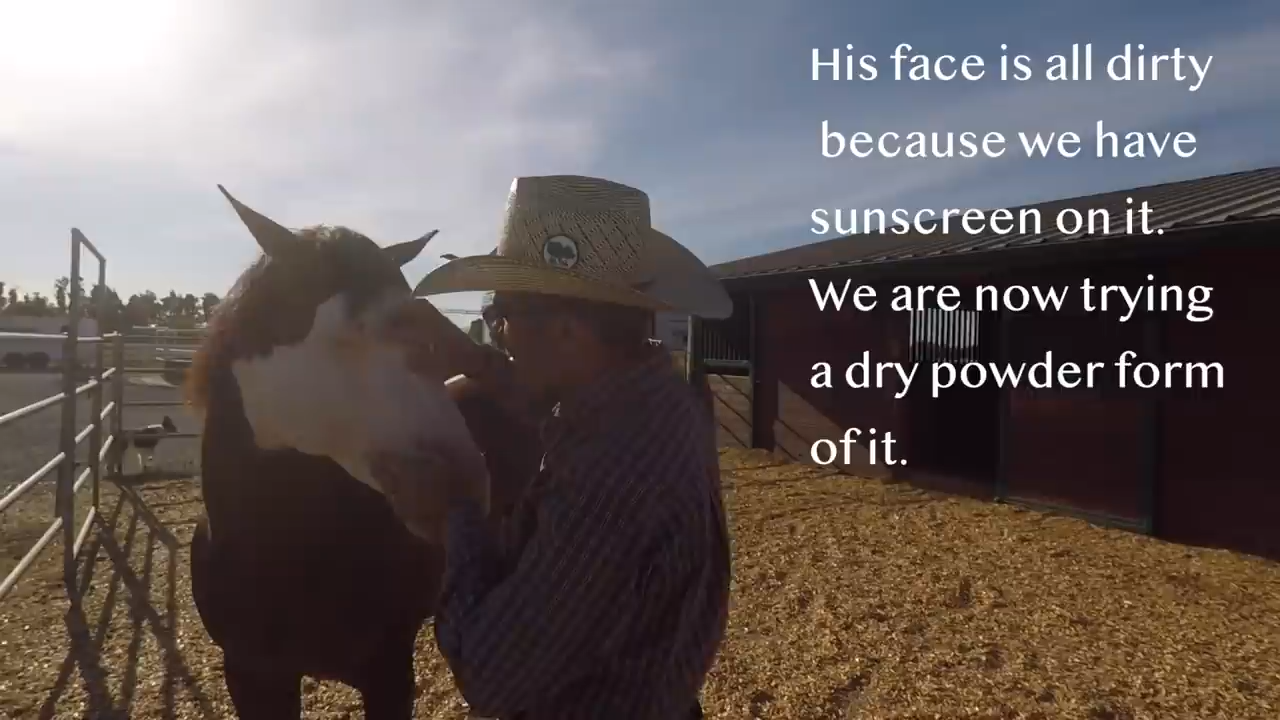 His face is all dirty
because we have
sunscreen on it.
We are now trying
a dry powder form
of it.